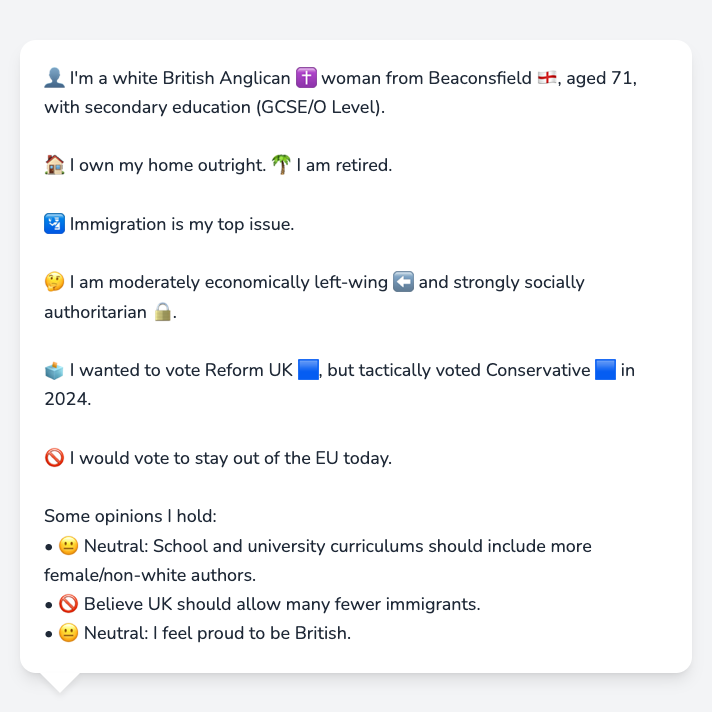 👤 I'm a white British Anglican ✝️ woman from Beaconsfield 🏴󠁧󠁢󠁥󠁮󠁧󠁿, aged 71,
with secondary education (GCSE/O Level).
🏠 I own my home outright. 🌴 I am retired.
🛂 Immigration is my top issue.
🤔 I am moderately economically left-wing ⬅️ and strongly socially
authoritarian 🔒.
🗳️ I wanted to vote Reform UK 🟦, but tactically voted Conservative 🟦 in
2024.
🚫 I would vote to stay out of the EU today.
Some opinions I hold:
• 😐 Neutral: School and university curriculums should include more
female/non-white authors.
• 🚫 Believe UK should allow many fewer immigrants.
• 😐 Neutral: I feel proud to be British.